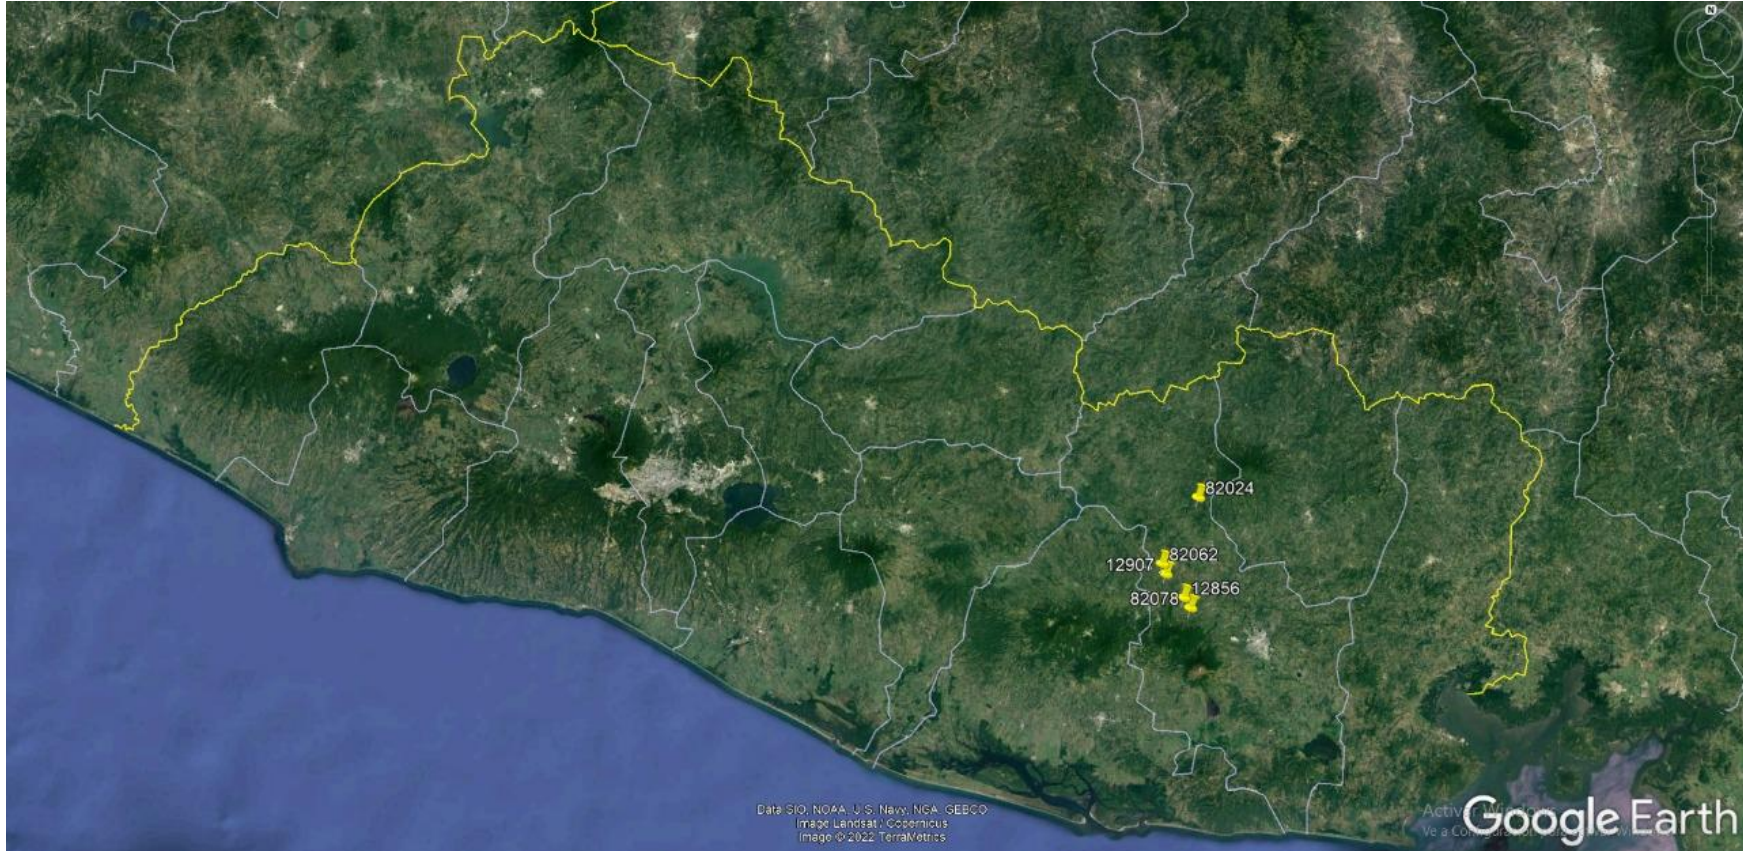 N
82024
82062
12907
12856
82078
Data SIO, NOAA, U.S. Navy, NGA, GEBCO
Image Landsat / Copernicus
Image © 2022 TerraMetrics
Google Earth